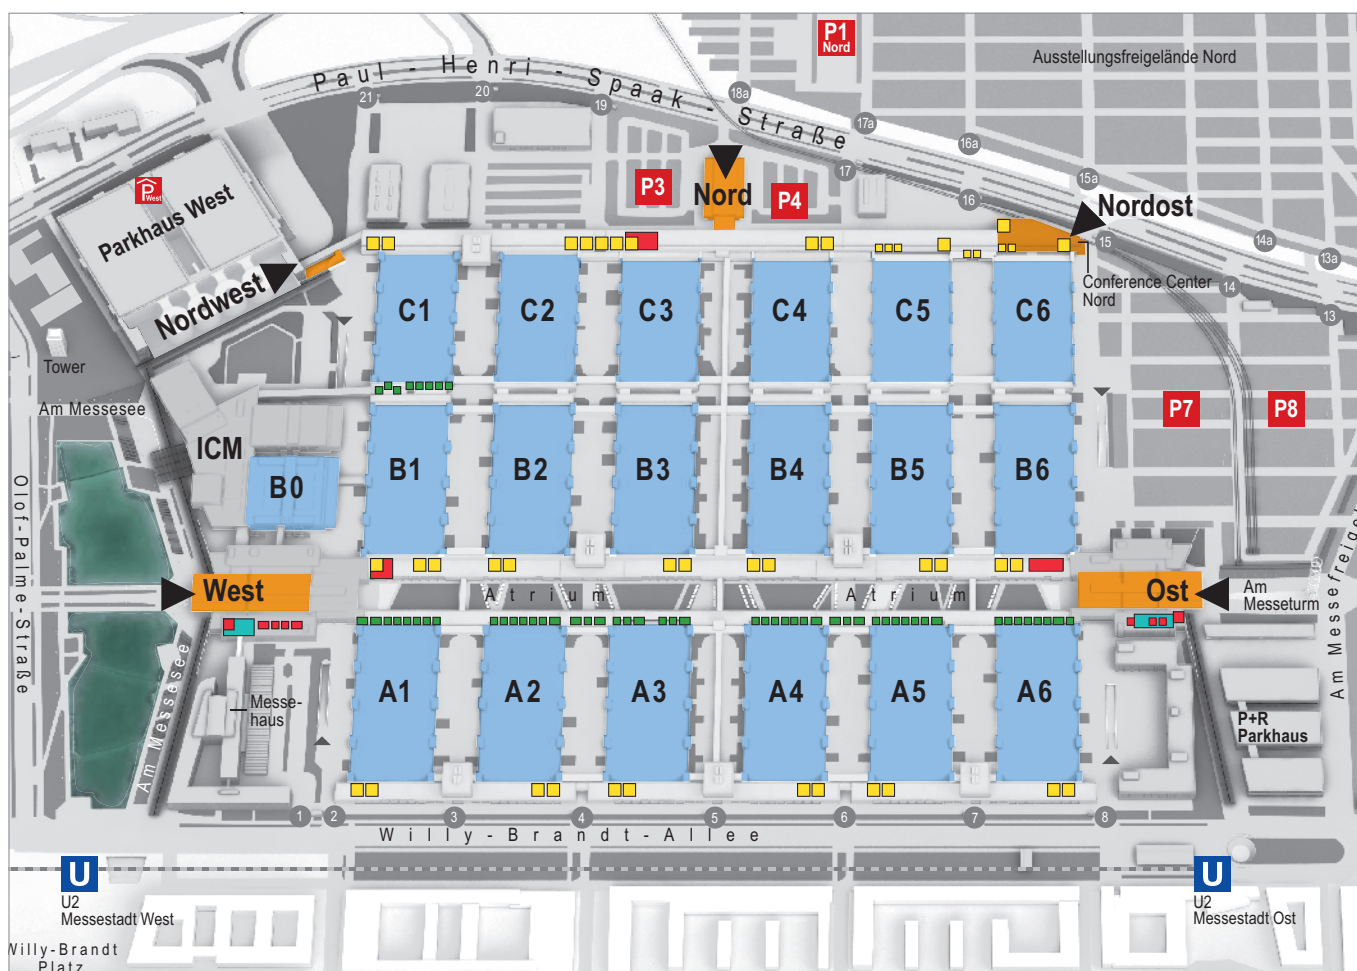 P1
Nord
Ausstellungsfreigelände Nord
Paul-Henri-Spaak-Straße
21
20
19
18a
17a
16a
15a
14a
13a
17
16
15
14
13
P
West
Parkhaus West
P3
Nord
P4
Nordost
Conference Center
Nord
Nordwest
C1
C2
C3
C4
C5
C6
Tower
Am Messesee
ICM
B0
B1
B2
B3
B4
B5
B6
P7
P8
Olof-Palme-Straße
West
Atrium
Atrium
Ost
Am
Messeturm
Am Messesee
Messe-
haus
A1
A2
A3
A4
A5
A6
P+R
Parkhaus
1
2
3
4
5
6
7
8
Willy-Brandt-Allee
U
U2
Messestadt West
U
U2
Messestadt Ost
Willy-Brandt
Platz